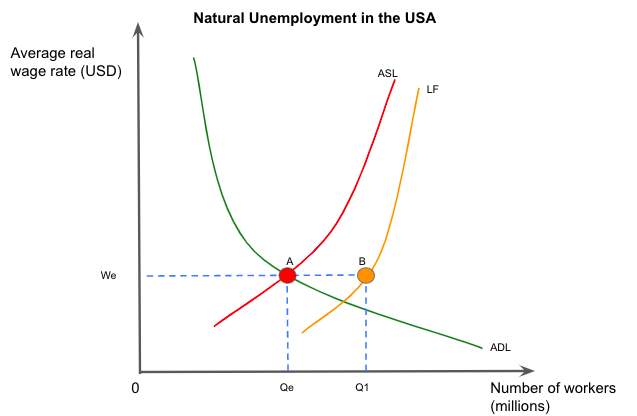 Natural Unemployment in the USA
Average real
wage rate (USD)
ASL
LF
A
B
We
ADL
0
Qe
Q1
Number of workers
(millions)